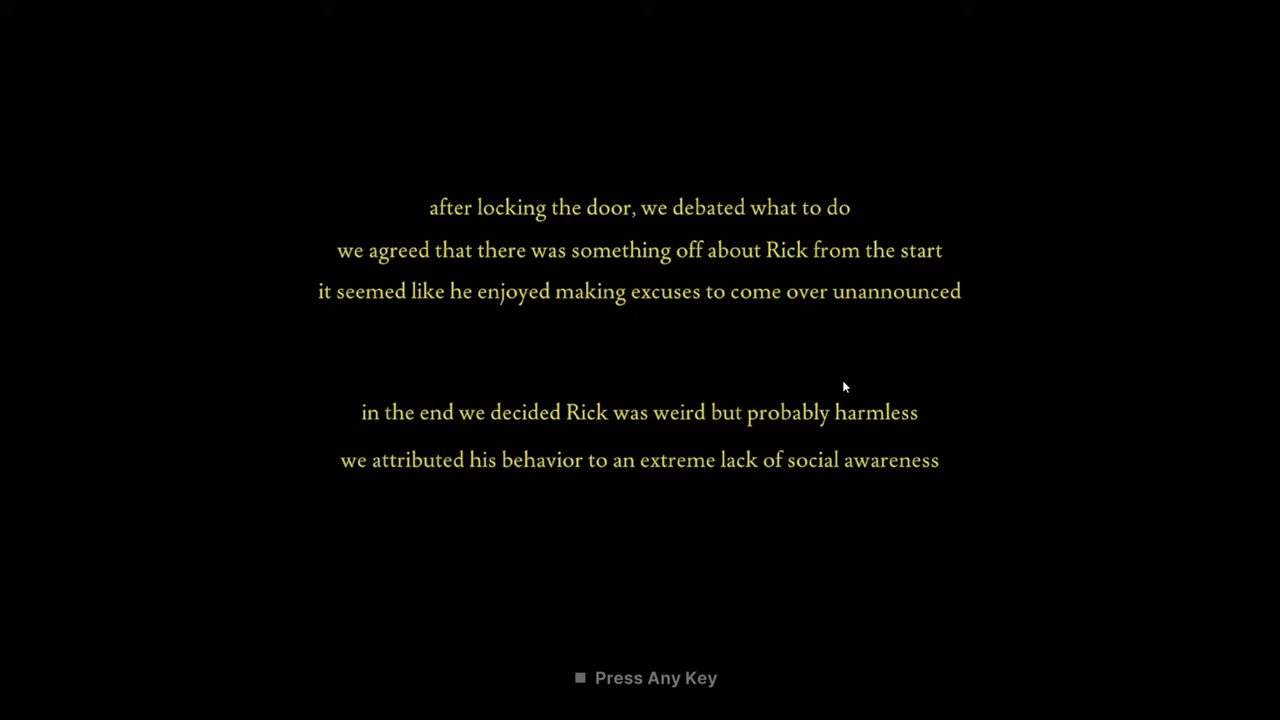 after locking the door, we debated what to do
we agreed that there was something off about Rick from the start
it seemed like he enjoyed making excuses to come over unannounced
in the end we decided Rick was weird but probably harmless
we attributed his behavior to an extreme lack of social awareness
Press Any Key